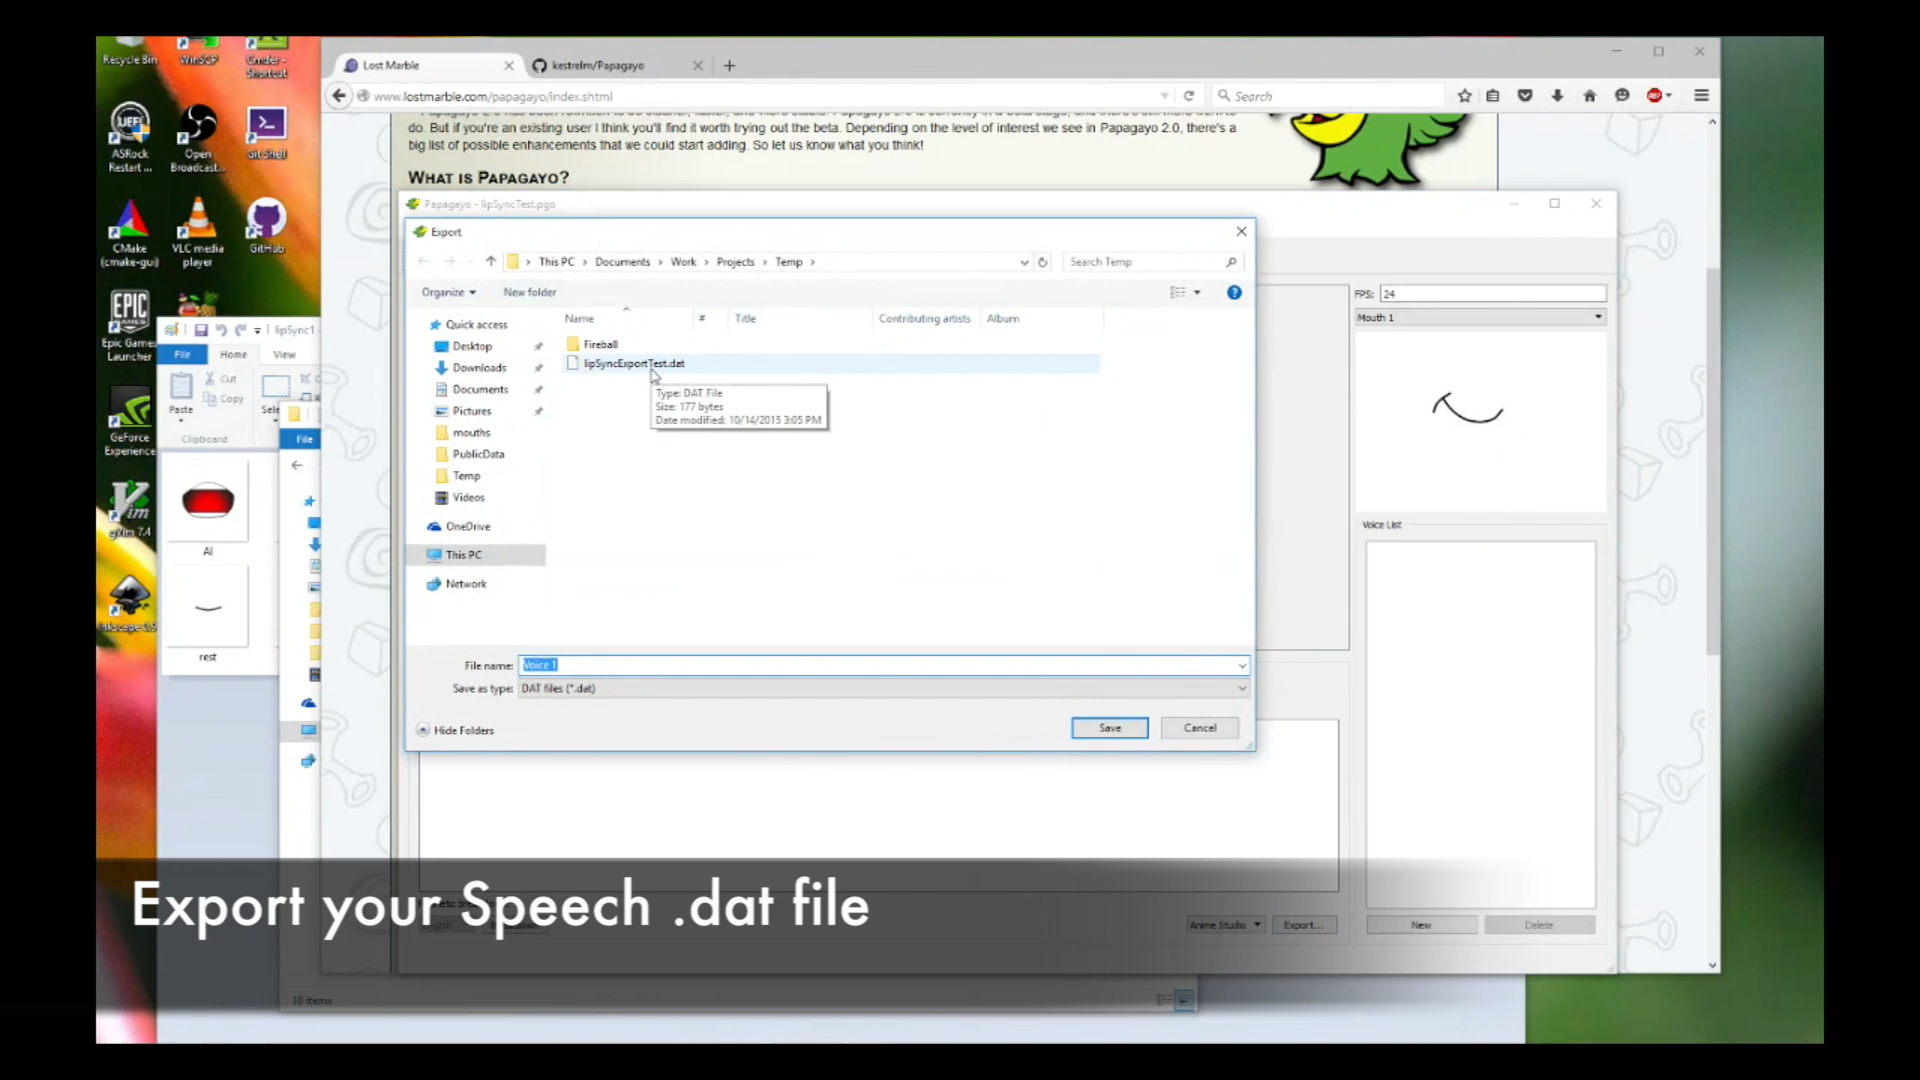 Recycle Bin
WinSCP
Cmder - Shortcut
ASRock Restart ...
Open Broadcast...
Git Shell
CMake (cmake-gui)
VLC media player
GitHub
Epic Games Launcher
GeForce Experience
gVim 7.4
Lost Marble
kestrelm/Papagayo
www.lostmarble.com/papagayo/index.shtml
Search
do. But if you're an existing user I think you'll find it worth trying out the beta. Depending on the level of interest we see in Papagayo 2.0, there's a
big list of possible enhancements that we could start adding. So let us know what you think!
WHAT IS PAPAGAYO?
Papagayo - lipSyncTest.pgo
Export
This PC > Documents > Work > Projects > Temp >
Search Temp
Organize
New folder
Name
#
Title
Contributing artists
Album
Quick access
Desktop
Downloads
Documents
Pictures
mouths
PublicData
Temp
Videos
OneDrive
This PC
Network
Fireball
lipSyncExportTest.dat
Type: DAT File
Size: 177 bytes
Date modified: 10/14/2015 3:05 PM
File name: Voice 1
Save as type: DAT files (*.dat)
Hide Folders
Save
Cancel
FPS: 24
Mouth 1
Voice List
New
Delete
Anime Studio
Export...
lipSync1 -
File
Home
View
Paste
Cut
Copy
Clipboard
File
AI
rest
10 items
Export your Speech .dat file